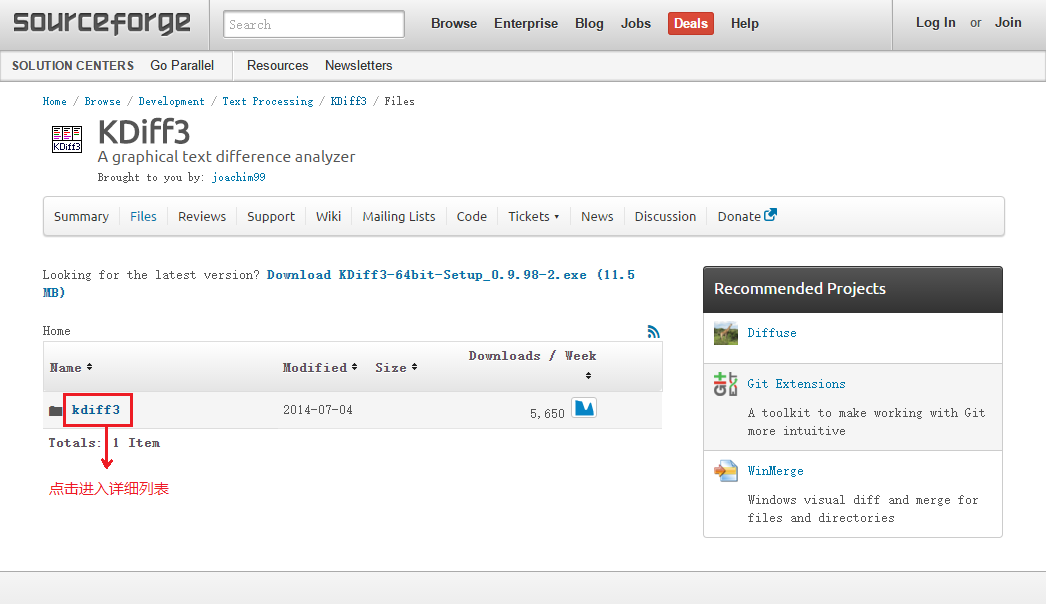 sourceforge
Search
Browse Enterprise Blog Jobs Deals Help
Log In or Join
SOLUTION CENTERS Go Parallel Resources Newsletters
Home / Browse / Development / Text Processing / KDiff3 / Files
KDiff3
KDiff3
A graphical text difference analyzer
Brought to you by: joachim99
Summary Files Reviews Support Wiki Mailing Lists Code Tickets News Discussion Donate
Looking for the latest version? Download KDiff3-64bit-Setup_0.9.98-2.exe (11.5
MB)
Home
Name Modified Size Downloads / Week
kdiff3 2014-07-04 5,650
Totals: 1 Item
点击进入详细列表
Recommended Projects
Diffuse
Git Extensions
A toolkit to make working with Git
more intuitive
WinMerge
Windows visual diff and merge for
files and directories